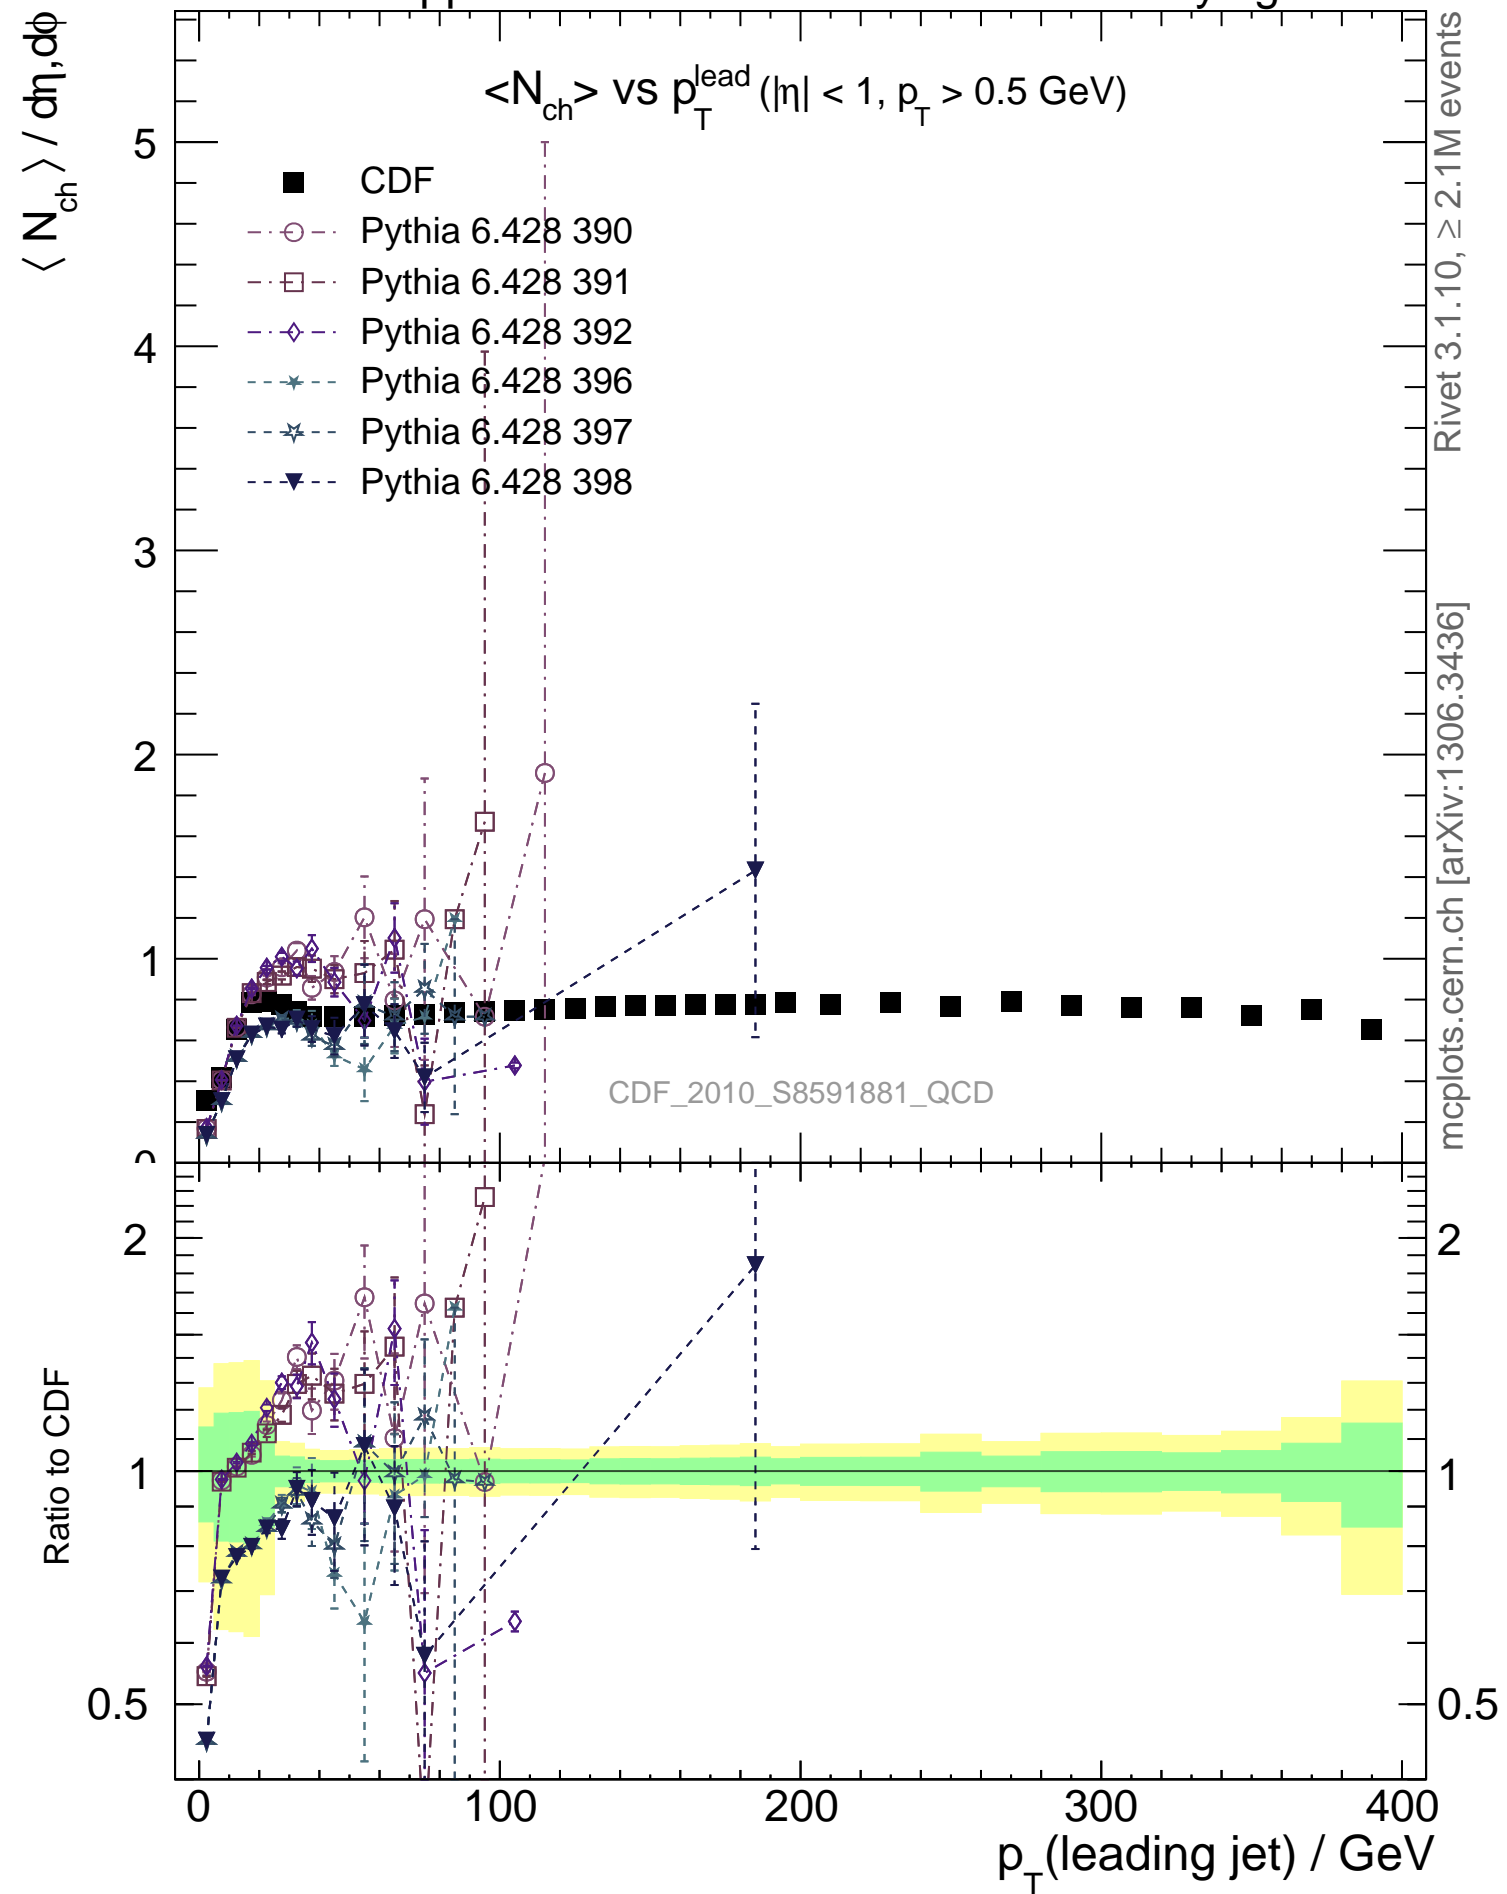 <N_ch> vs p_T^lead (|η| < 1, p_T > 0.5 GeV)
⟨ N_ch ⟩ / dη,dϕ
CDF
Pythia 6.428 390
Pythia 6.428 391
Pythia 6.428 392
Pythia 6.428 396
Pythia 6.428 397
Pythia 6.428 398
5
4
3
2
1
0
CDF_2010_S8591881_QCD
Rivet 3.1.10, ≥ 2.1M events
mcplots.cern.ch [arXiv:1306.3436]
Ratio to CDF
2
1
0.5
2
1
0.5
0 100 200 300 400
p_T(leading jet) / GeV